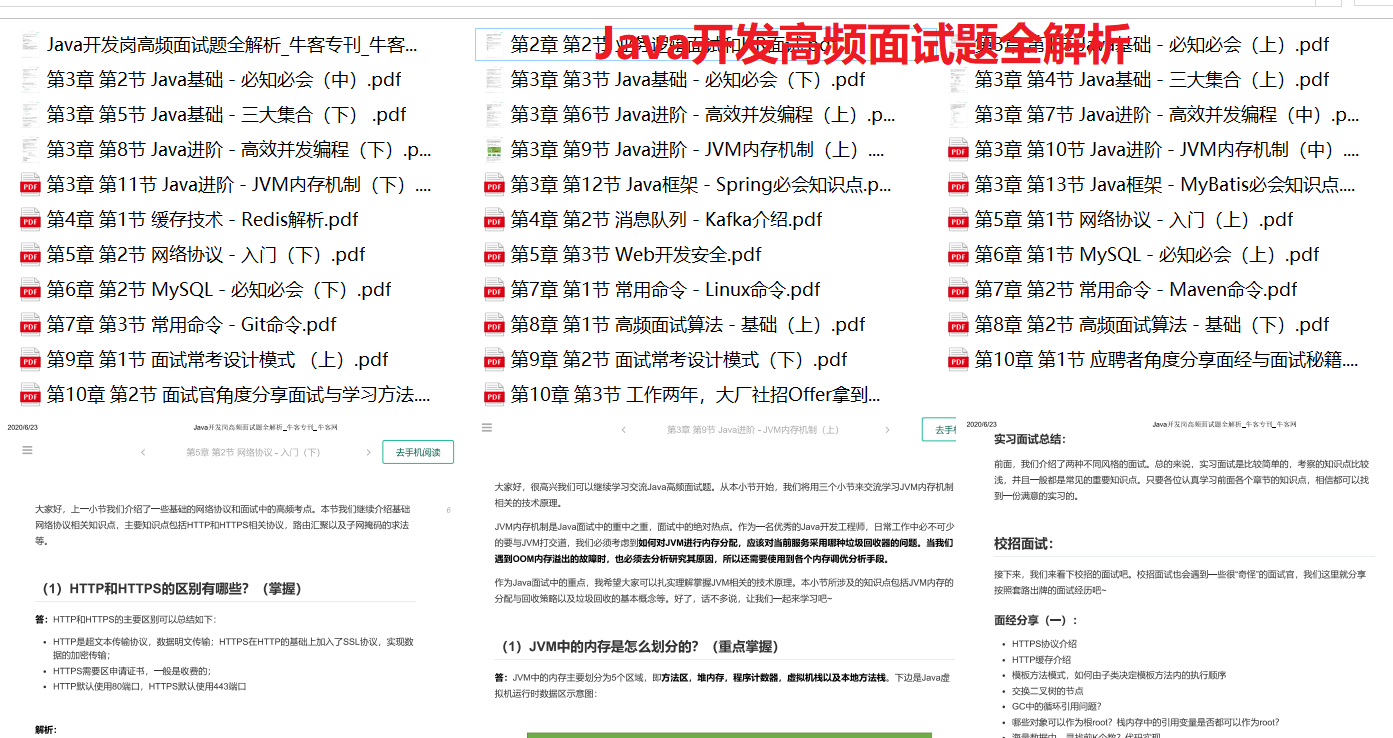 Java开发高频面试题全解析
Java开发岗高频面试题全解析_牛客专刊_牛客...
第2章 第2节
第3章 第1节 Java基础 - 必知必会（上）.pdf
第3章 第2节 Java基础 - 必知必会（中）.pdf
第3章 第3节 Java基础 - 必知必会（下）.pdf
第3章 第4节 Java基础 - 三大集合（上）.pdf
第3章 第5节 Java基础 - 三大集合（下） .pdf
第3章 第6节 Java进阶 - 高效并发编程（上）.p...
第3章 第7节 Java进阶 - 高效并发编程（中）.p...
第3章 第8节 Java进阶 - 高效并发编程（下）.p...
第3章 第9节 Java进阶 - JVM内存机制（上）....
第3章 第10节 Java进阶 - JVM内存机制（中）....
第3章 第11节 Java进阶 - JVM内存机制（下）....
第3章 第12节 Java框架 - Spring必会知识点.p...
第3章 第13节 Java框架 - MyBatis必会知识点....
第4章 第1节 缓存技术 - Redis解析.pdf
第4章 第2节 消息队列 - Kafka介绍.pdf
第5章 第1节 网络协议 - 入门（上）.pdf
第5章 第2节 网络协议 - 入门（下）.pdf
第5章 第3节 Web开发安全.pdf
第6章 第1节 MySQL - 必知必会（上）.pdf
第6章 第2节 MySQL - 必知必会（下）.pdf
第7章 第1节 常用命令 - Linux命令.pdf
第7章 第2节 常用命令 - Maven命令.pdf
第7章 第3节 常用命令 - Git命令.pdf
第8章 第1节 高频面试算法 - 基础（上）.pdf
第8章 第2节 高频面试算法 - 基础（下）.pdf
第9章 第1节 面试常考设计模式 （上）.pdf
第9章 第2节 面试常考设计模式（下）.pdf
第10章 第1节 应聘者角度分享面经与面试秘籍....
第10章 第2节 面试官角度分享面试与学习方法....
第10章 第3节 工作两年，大厂社招Offer拿到...
2020/6/23
Java开发岗高频面试题全解析_牛客专刊_牛客网
第5章 第2节 网络协议 - 入门（下）
去手机阅读
大家好，上一小节我们介绍了一些基础的网络协议和面试中的高频考点。本节我们继续介绍基础
网络协议相关知识点，主要知识点包括HTTP和HTTPS相关协议，路由汇聚以及子网掩码的求法
等。
6
（1）HTTP和HTTPS的区别有哪些？（掌握）
答：HTTP和HTTPS的主要区别可以总结如下：
HTTP是超文本传输协议，数据明文传输；HTTPS在HTTP的基础上加入了SSL协议，实现数
据的加密传输；
HTTPS需要区申请证书，一般是收费的；
HTTP默认使用80端口，HTTPS默认使用443端口
解析：
第3章 第9节 Java进阶 - JVM内存机制（上）
去手
大家好，很高兴我们可以继续学习交流Java高频面试题。从本小节开始，我们将用三个小节来交流学习JVM内存机制
相关的技术原理。
JVM内存机制是Java面试中的重中之重，面试中的绝对热点。作为一名优秀的Java开发工程师，日常工作中必不可少
的要与JVM打交道，我们必须考虑到如何对JVM进行内存分配，应该对当前服务采用哪种垃圾回收器的问题。当我们
遇到OOM内存溢出的故障时，也必须去分析研究其原因，所以还需要使用到各个内存调优分析手段。
作为Java面试中的重点，我希望大家可以扎实理解掌握JVM相关的技术原理。本小节所涉及的知识点包括JVM内存的
分配与回收策略以及垃圾回收的基本概念等。好了，话不多说，让我们一起来学习吧~
（1）JVM中的内存是怎么划分的？（重点掌握）
答：JVM中的内存主要划分为5个区域，即方法区，堆内存，程序计数器，虚拟机栈以及本地方法栈。下边是Java虚
拟机运行时数据区示意图：
2020/6/23
Java开发岗高频面试题全解析_牛客专刊_牛客网
实习面试总结：
前面，我们介绍了两种不同风格的面试。总的来说，实习面试是比较简单的，考察的知识点比较
浅，并且一般都是常见的重要知识点。只要各位认真学习前面各个章节的知识点，相信都可以找
到一份满意的实习的。
校招面试：
接下来，我们来看下校招的面试吧。校招面试也会遇到一些很“奇怪”的面试官，我们这里就分享
按照套路出牌的面试经历吧~
面经分享（一）：
HTTPS协议介绍
HTTP缓存介绍
模板方法模式，如何由子类决定模板方法内的执行顺序
交换二叉树的节点
GC中的循环引用问题？
哪些对象可以作为根root？栈内存中的引用变量是否都可以作为root？